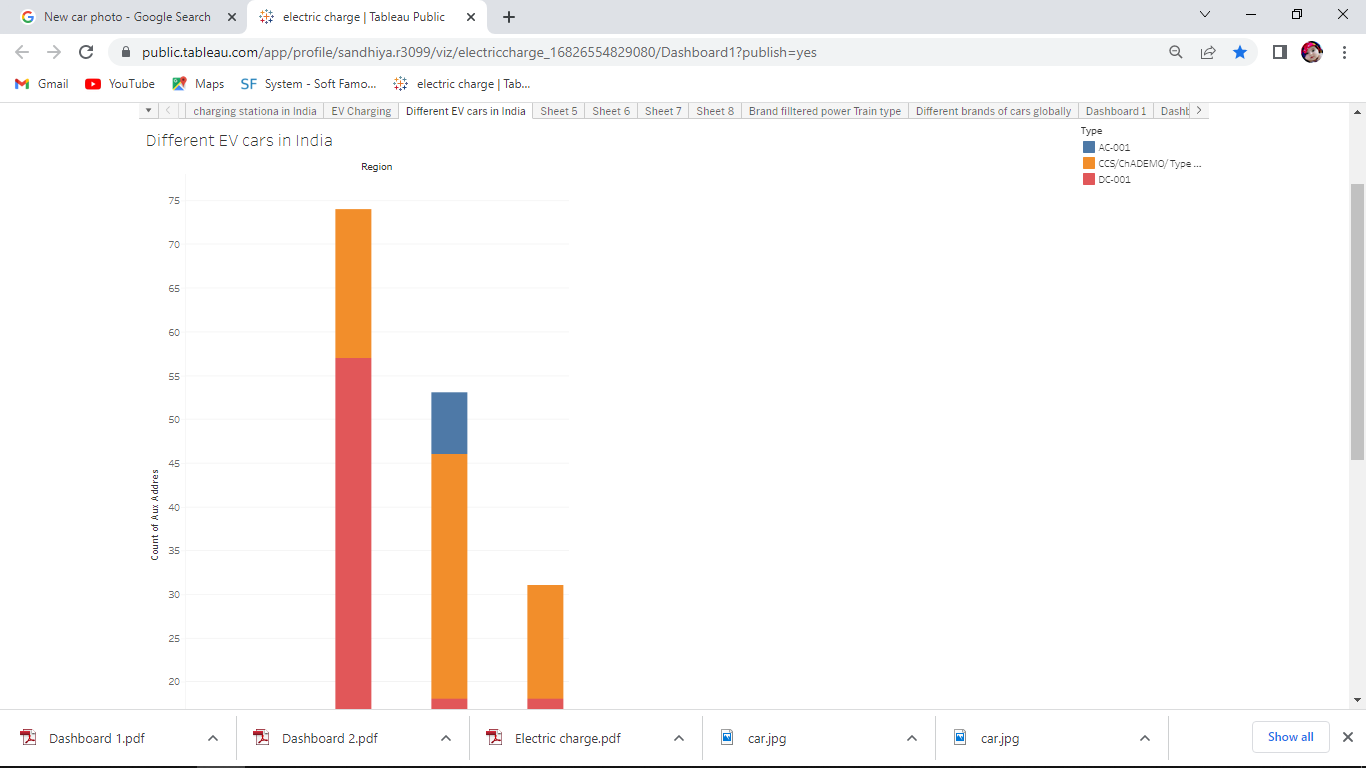 New car photo - Google Search
electric charge | Tableau Public
public.tableau.com/app/profile/sandhiya.r3099/viz/electriccharge_16826554829080/Dashboard1?publish=yes
Gmail
YouTube
Maps
SF System - Soft Famo...
electric charge | Tab...
charging stationa in India
EV Charging
Different EV cars in India
Sheet 5
Sheet 6
Sheet 7
Sheet 8
Brand fiiltered power Train type
Different brands of cars globally
Dashboard 1
Dashb
Different EV cars in India
Type
AC-001
CCS/ChADEMO/ Type ...
DC-001
Region
75
70
65
60
55
50
45
40
35
30
25
20
Count of Aux Addres
Dashboard 1.pdf
Dashboard 2.pdf
Electric charge.pdf
car.jpg
car.jpg
Show all